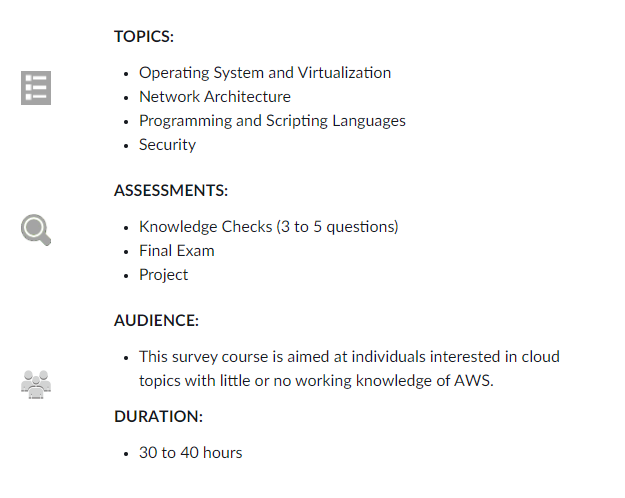 TOPICS:
• Operating System and Virtualization
• Network Architecture
• Programming and Scripting Languages
• Security
ASSESSMENTS:
• Knowledge Checks (3 to 5 questions)
• Final Exam
• Project
AUDIENCE:
• This survey course is aimed at individuals interested in cloud
topics with little or no working knowledge of AWS.
DURATION:
• 30 to 40 hours